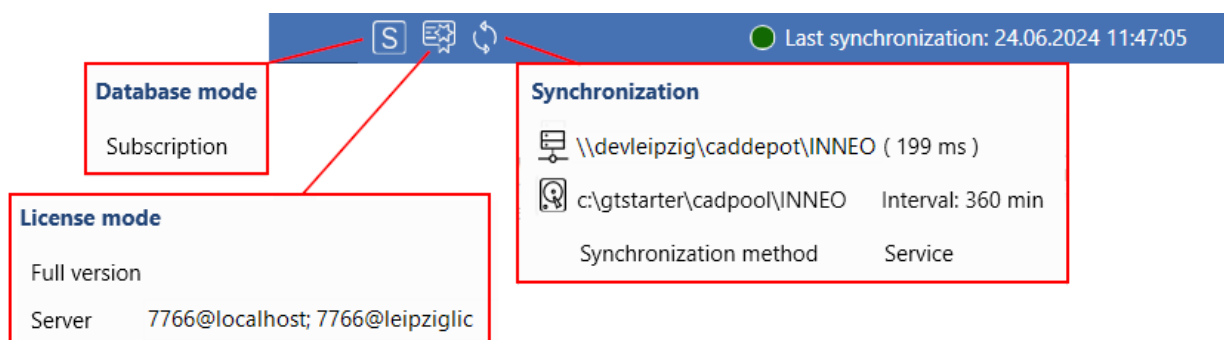 S
Last synchronization: 24.06.2024 11:47:05
Database mode
Subscription
Synchronization
\\devleipzig\caddepot\INNEO ( 199 ms )
c:\gtstarter\cadpool\INNEO Interval: 360 min
Synchronization method Service
License mode
Full version
Server 7766@localhost; 7766@leipziglic